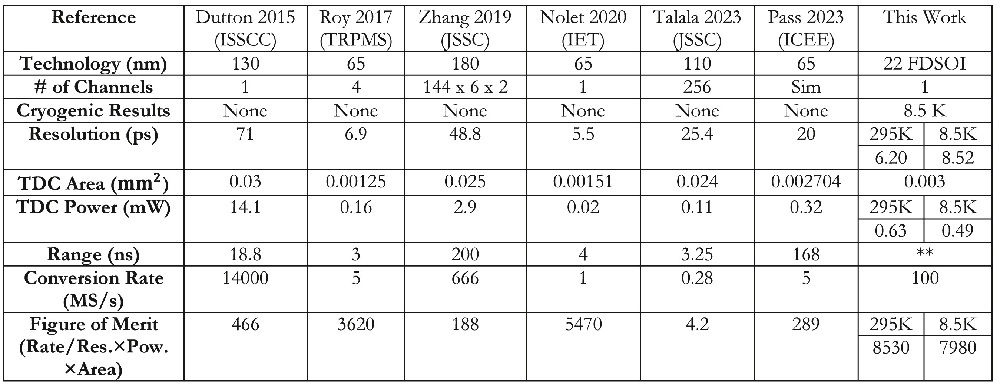 Reference Dutton 2015 Roy 2017 Zhang 2019 Nolet 2020 Talala 2023 Pass 2023 This Work
(ISSCC) (TRPMS) (JSSC) (IET) (JSSC) (ICEE)
Technology (nm) 130 65 180 65 110 65 22 FDSOI
# of Channels 1 4 144 x 6 x 2 1 256 Sim 1
Cryogenic Results None None None None None None 8.5 K
Resolution (ps) 71 6.9 48.8 5.5 25.4 20 295K 8.5K
6.20 8.52
TDC Area (mm²) 0.03 0.00125 0.025 0.00151 0.024 0.002704 0.003
TDC Power (mW) 14.1 0.16 2.9 0.02 0.11 0.32 295K 8.5K
0.63 0.49
Range (ns) 18.8 3 200 4 3.25 168 **
Conversion Rate 14000 5 666 1 0.28 5 100
(MS/s)
Figure of Merit 466 3620 188 5470 4.2 289 295K 8.5K
(Rate/Res.×Pow. 8530 7980
×Area)